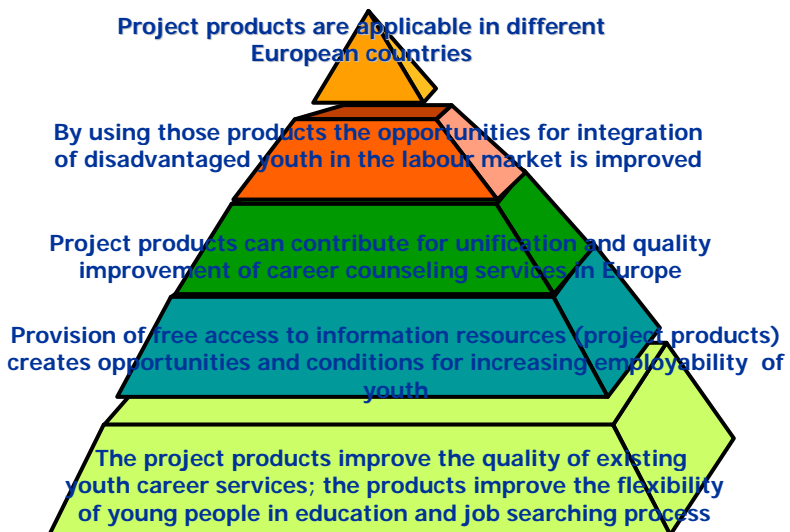 Project products are applicable in different
European countries
By using those products the opportunities for integration
of disadvantaged youth in the labour market is improved
Project products can contribute for unification and quality
improvement of career counseling services in Europe
Provision of free access to information resources (project products)
creates opportunities and conditions for increasing employability of
youth
The project products improve the quality of existing
youth career services; the products improve the flexibility
of young people in education and job searching process